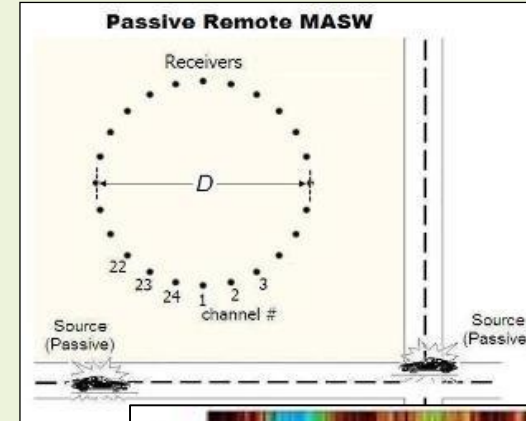 Passive Remote MASW
Receivers
D
22
23
24
1
2
3
channel #
Source
(Passive)
Source
(Passive